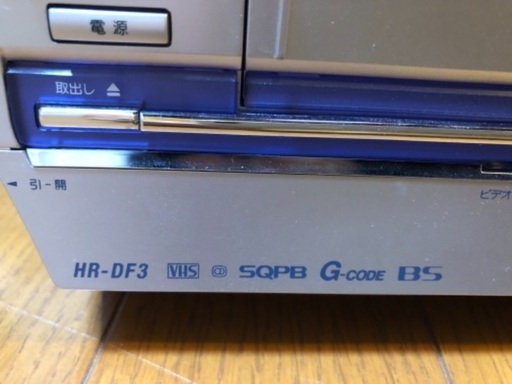 電源
取出し ▲
◄ 引-開
ビデオ
HR-DF3 VHS @ SQPB G-CODE BS